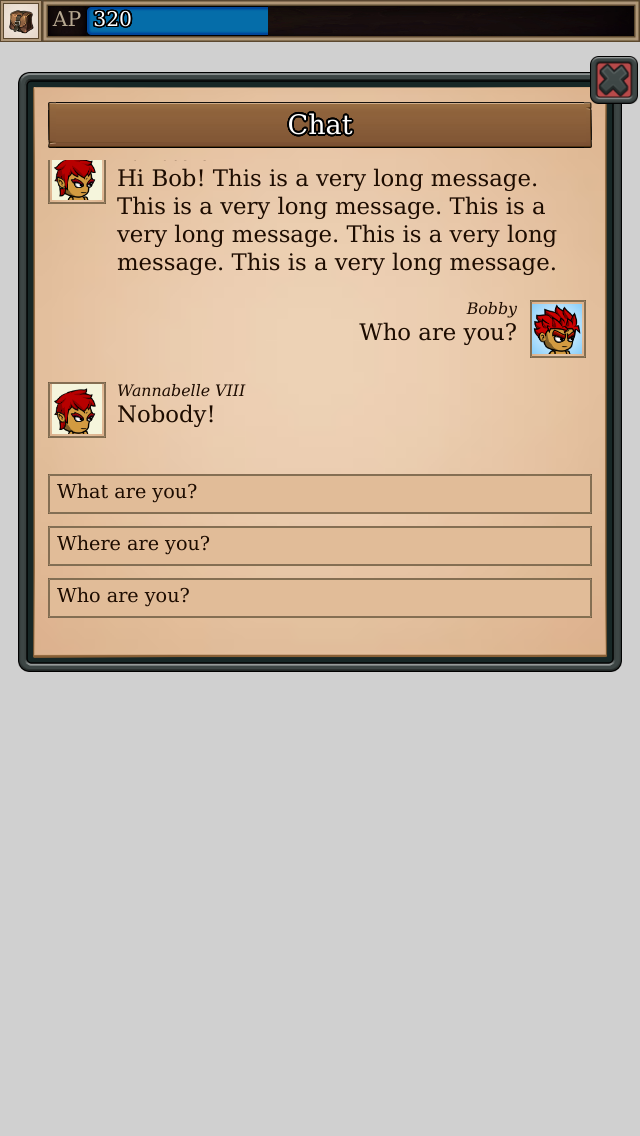 AP 320
Chat
Hi Bob! This is a very long message.
This is a very long message. This is a
very long message. This is a very long
message. This is a very long message.
Bobby
Who are you?
Wannabelle VIII
Nobody!
What are you?
Where are you?
Who are you?